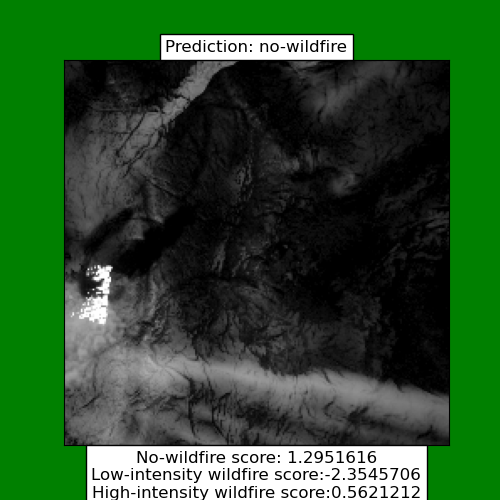 Prediction: no-wildfire
No-wildfire score: 1.2951616
Low-intensity wildfire score:-2.3545706
High-intensity wildfire score:0.5621212